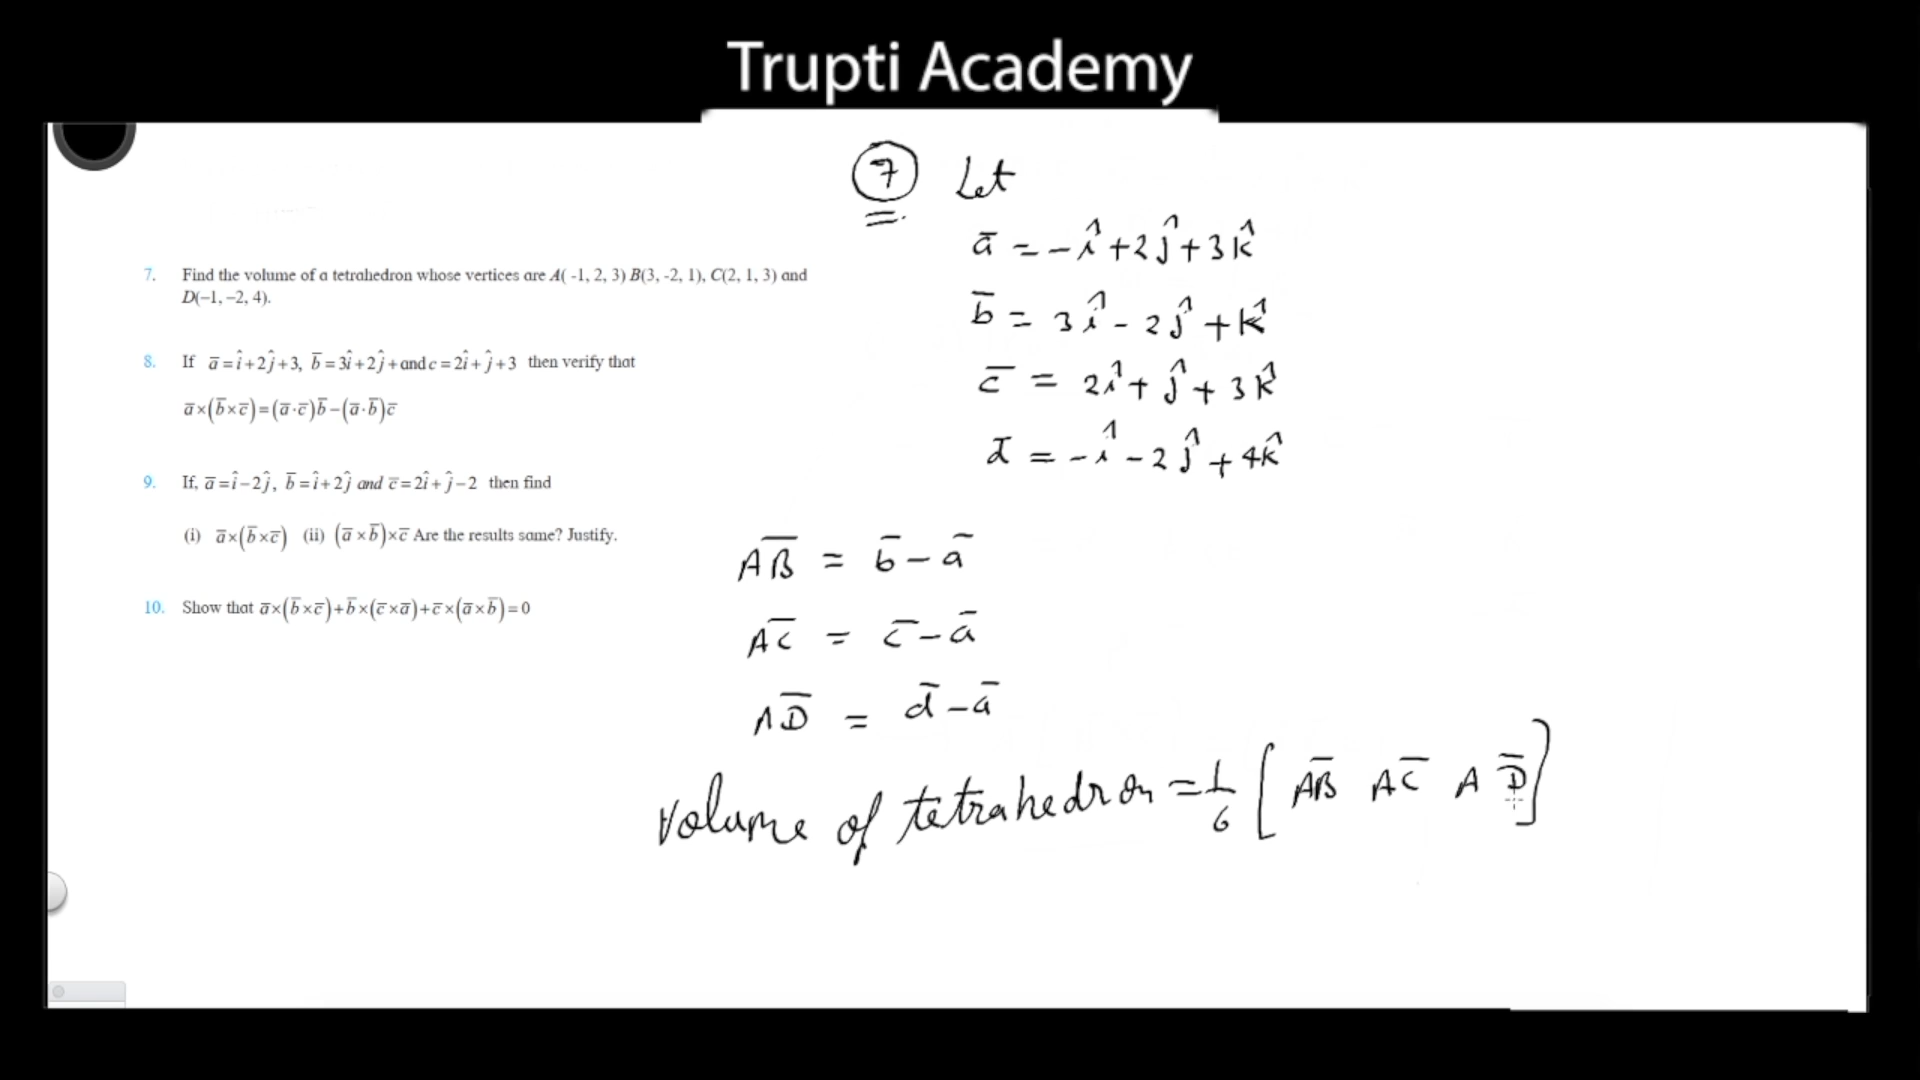 Trupti Academy
7. Find the volume of a tetrahedron whose vertices are A( -1, 2, 3) B(3, -2, 1), C(2, 1, 3) and
D(−1, −2, 4).
8. If a̅ = î+2ĵ+3, b̅ = 3î+2ĵ+and c = 2î+ĵ+3 then verify that
a̅×(b̅×c̅)=(a̅·c̅)b̅−(a̅·b̅)c̅
9. If, a̅ = î−2ĵ, b̅ = î+2ĵ and c̅ = 2î+ĵ−2 then find
(i) a̅×(b̅×c̅) (ii) (a̅×b̅)×c̅ Are the results same? Justify.
10. Show that a̅×(b̅×c̅)+b̅×(c̅×a̅)+c̅×(a̅×b̅)=0
7 Let
a̅ = -î+2ĵ+3k̂
b̅ = 3î-2ĵ+k̂
c̅ = 2î+ĵ+3k̂
d̅ = -î-2ĵ+4k̂
AB̅ = b̅-a̅
AC̅ = c̅-a̅
AD̅ = d̅-a̅
Volume of tetrahedron = 1/6 [AB̅ AC̅ AD̅]